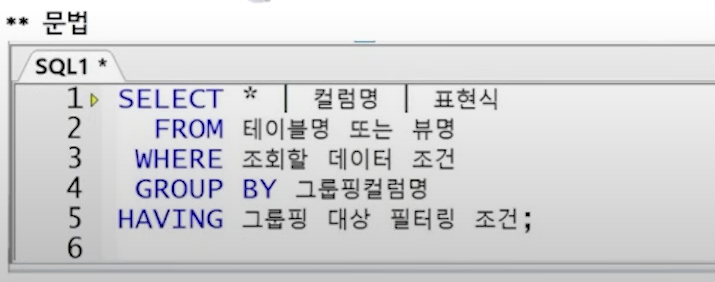 ** 문법
SQL1 *
1 SELECT * | 컬럼명 | 표현식
2 FROM 테이블명 또는 뷰명
3 WHERE 조회할 데이터 조건
4 GROUP BY 그룹핑컬럼명
5 HAVING 그룹핑 대상 필터링 조건;
6